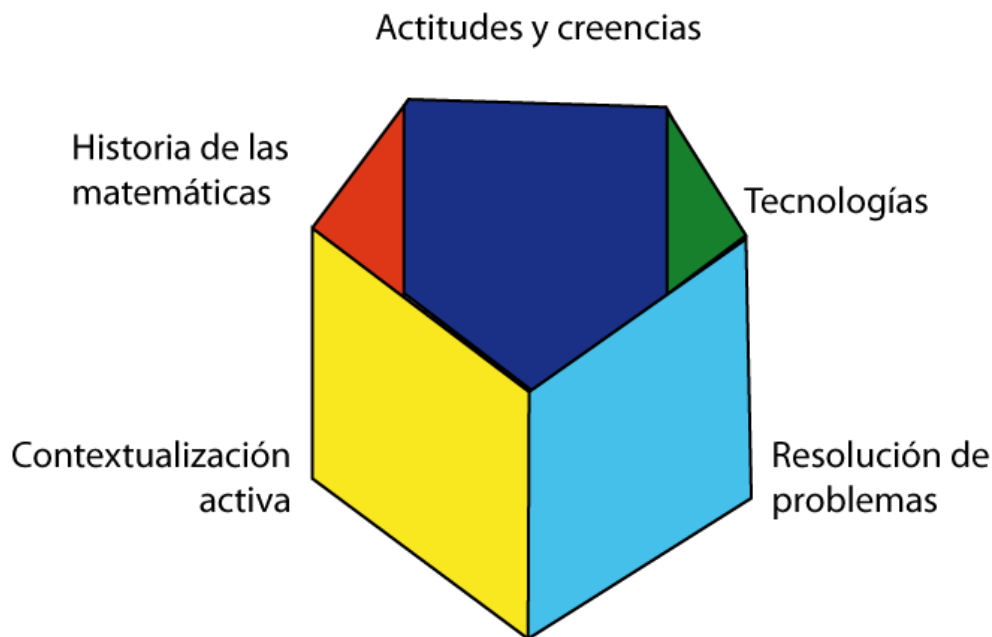 Actitudes y creencias
Historia de las
matemáticas
Tecnologías
Contextualización
activa
Resolución de
problemas